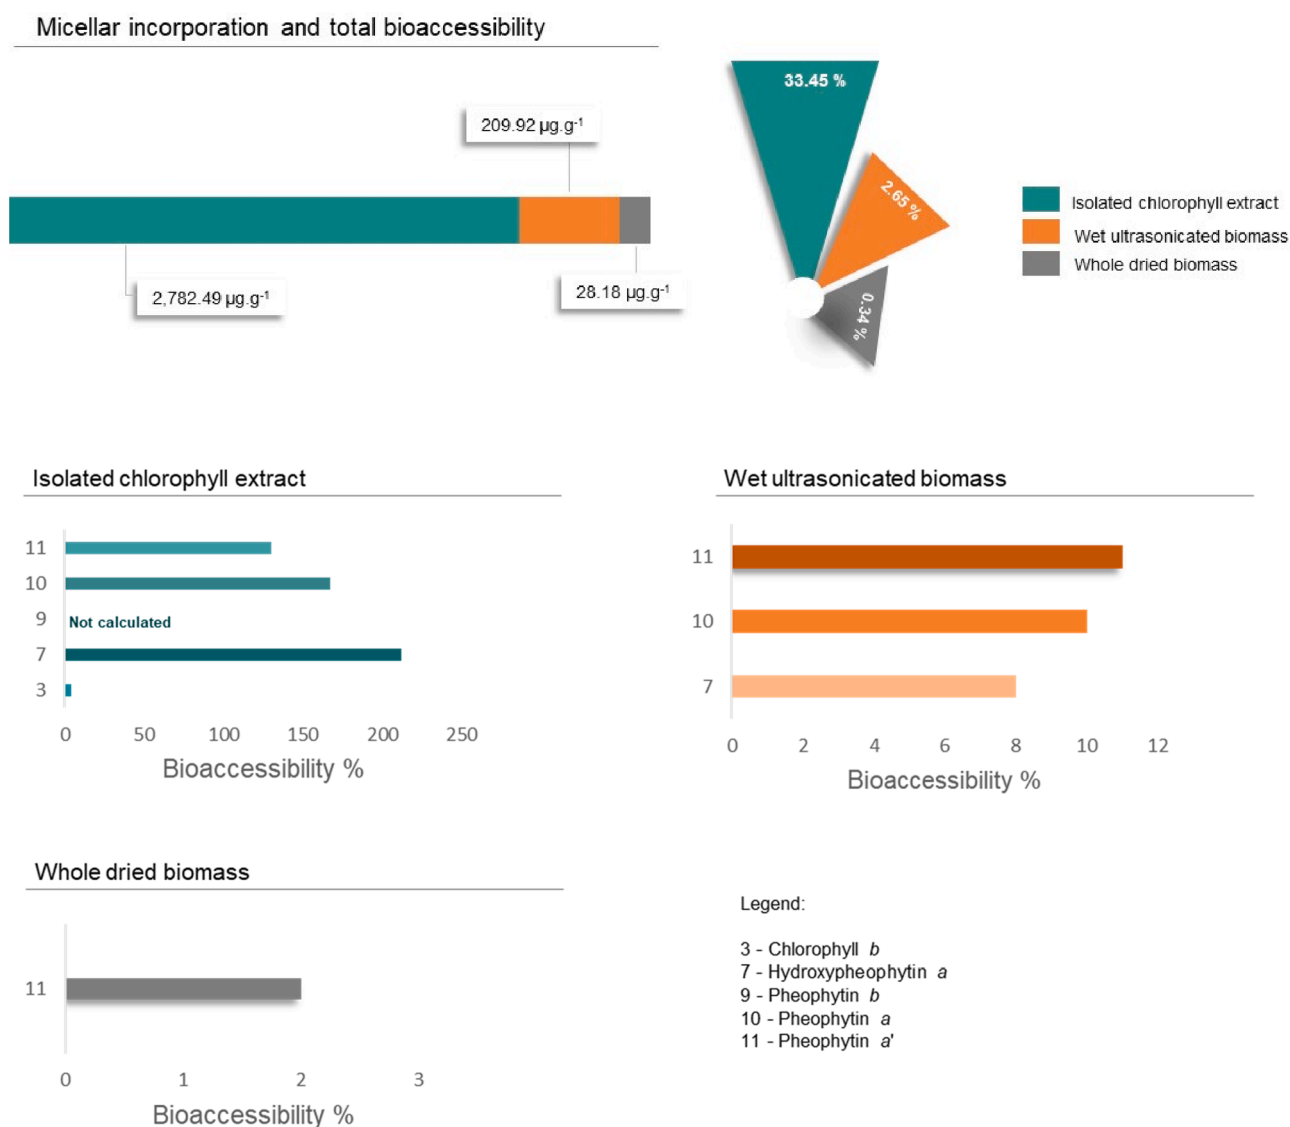 Micellar incorporation and total bioaccessibility
209.92 µg.g⁻¹
2,782.49 µg.g⁻¹
28.18 µg.g⁻¹
33.45 %
2.65 %
0.34 %
Isolated chlorophyll extract
Wet ultrasonicated biomass
Whole dried biomass
Isolated chlorophyll extract
11
10
9 Not calculated
7
3
0 50 100 150 200 250
Bioaccessibility %
Wet ultrasonicated biomass
11
10
7
0 2 4 6 8 10 12
Bioaccessibility %
Whole dried biomass
11
0 1 2 3
Bioaccessibility %
Legend:
3 - Chlorophyll b
7 - Hydroxypheophytin a
9 - Pheophytin b
10 - Pheophytin a
11 - Pheophytin a'